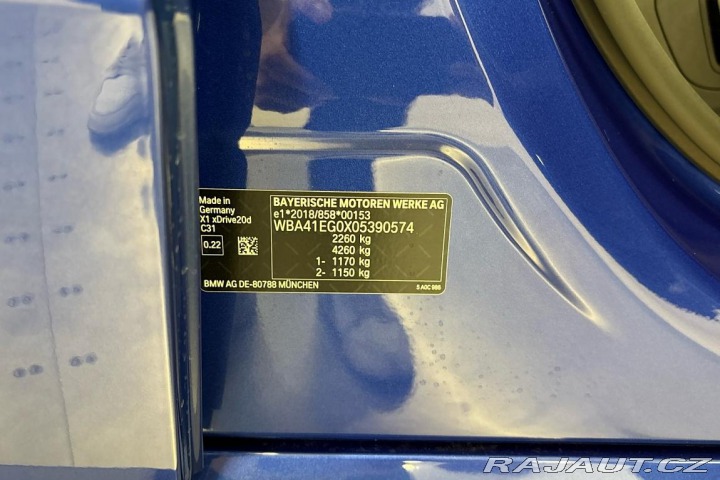 Made in
Germany
X1 xDrive20d
C31
0.22
BAYERISCHE MOTOREN WERKE AG
e1*2018/858*00153
WBA41EG0X05390574
2260 kg
4260 kg
1- 1170 kg
2- 1150 kg
BMW AG DE-80788 MÜNCHEN
5 A0C 986
RAJAUT.CZ